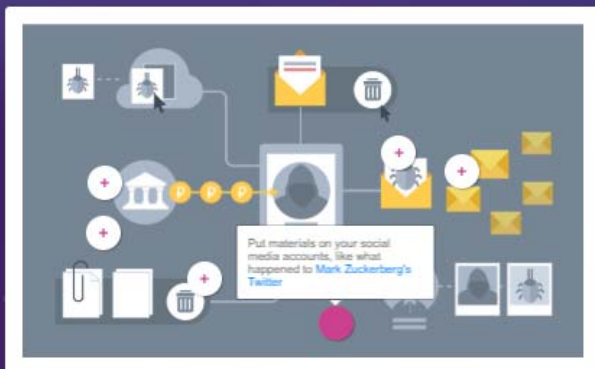 Put materials on your social
media accounts, like what
happened to Mark Zuckerberg's
Twitter